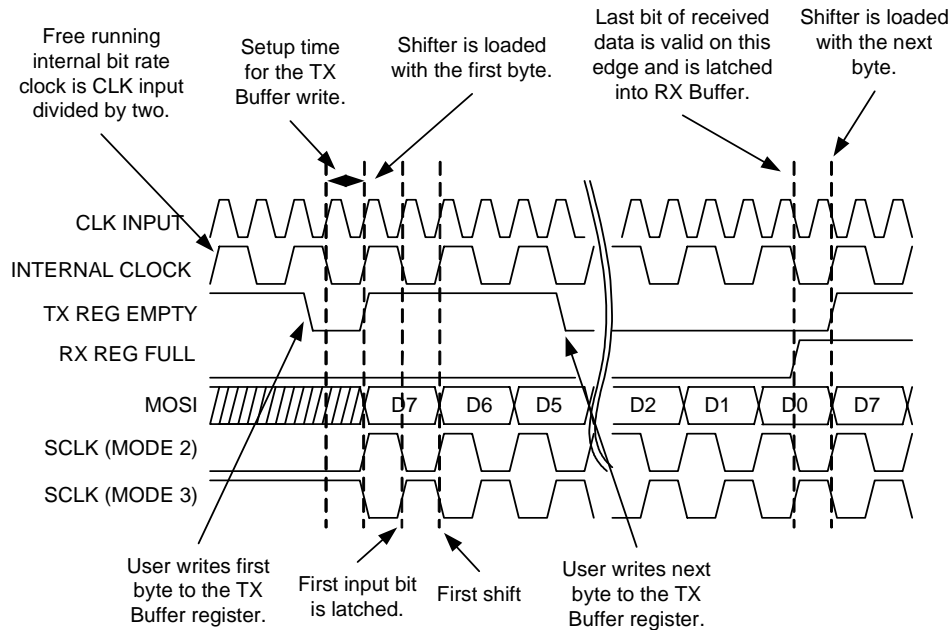 Free running
internal bit rate
clock is CLK input
divided by two.
Setup time
for the TX
Buffer write.
Shifter is loaded
with the first byte.
Last bit of received
data is valid on this
edge and is latched
into RX Buffer.
Shifter is loaded
with the next
byte.
CLK INPUT
INTERNAL CLOCK
TX REG EMPTY
RX REG FULL
MOSI
D7
D6
D5
D2
D1
D0
D7
SCLK (MODE 2)
SCLK (MODE 3)
User writes first
byte to the TX
Buffer register.
First input bit
is latched.
First shift
User writes next
byte to the TX
Buffer register.